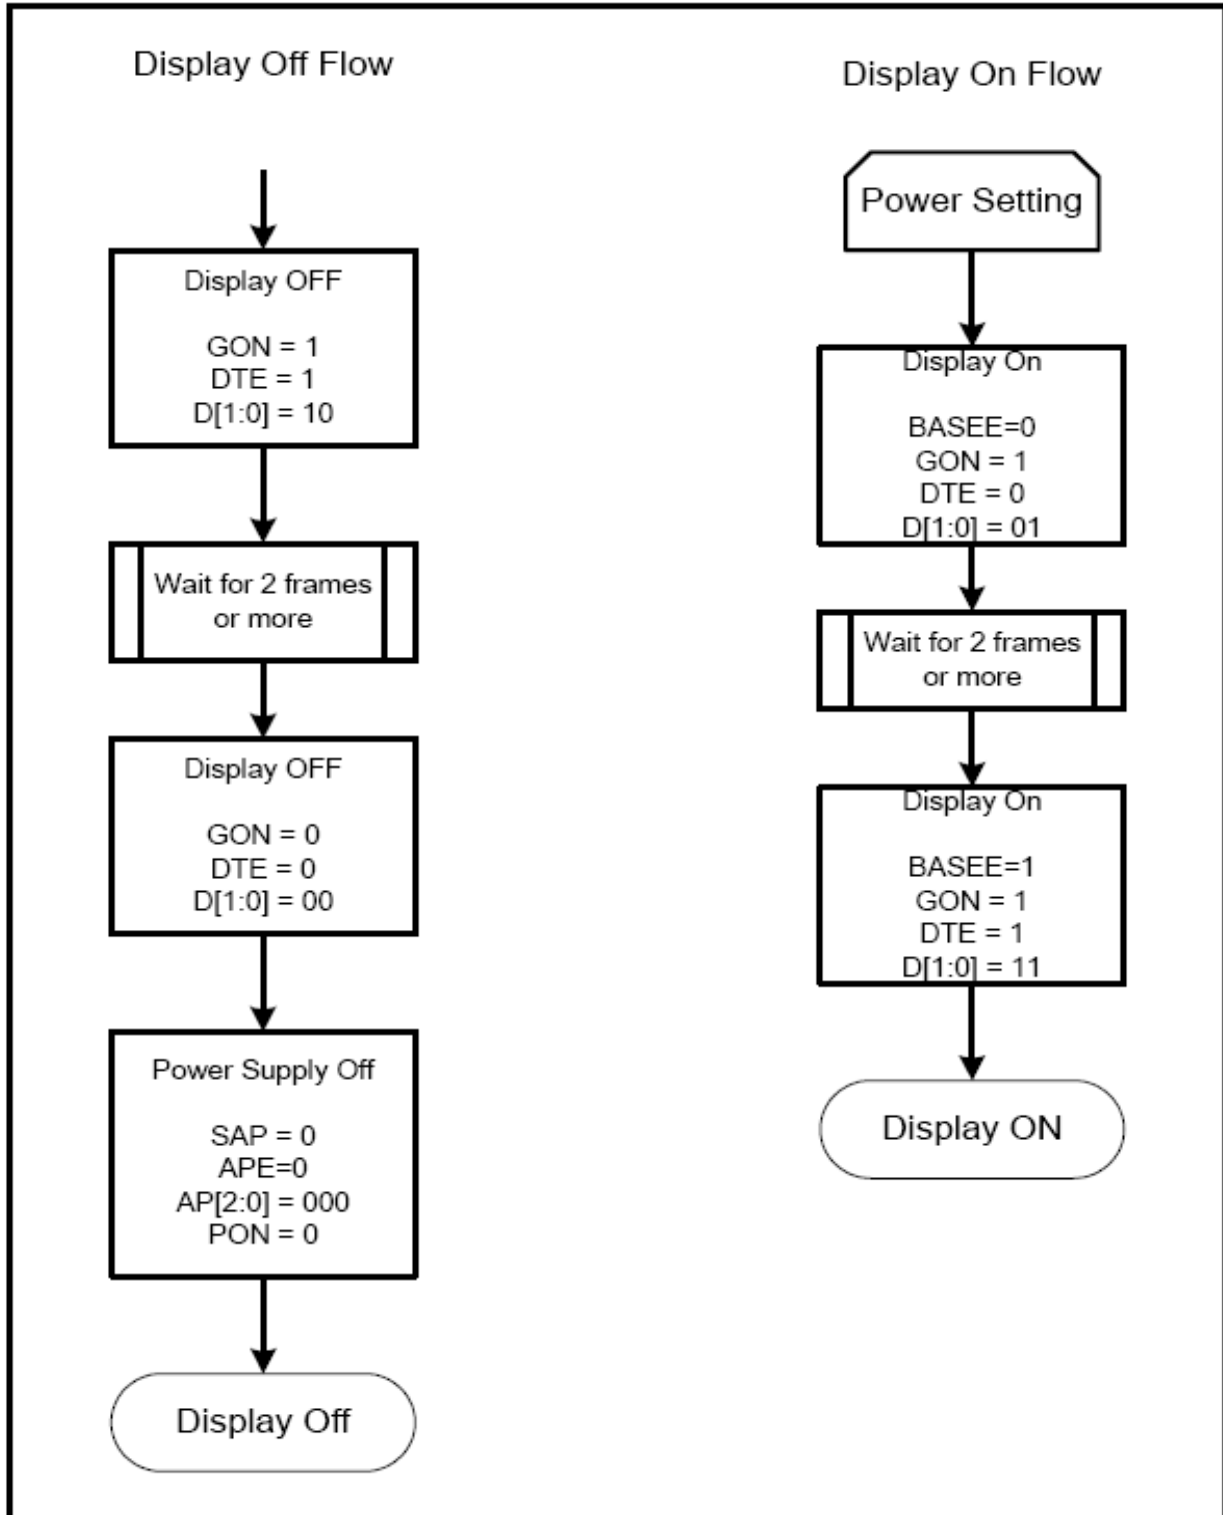 Display Off Flow
Display OFF
GON = 1
DTE = 1
D[1:0] = 10
Wait for 2 frames
or more
Display OFF
GON = 0
DTE = 0
D[1:0] = 00
Power Supply Off
SAP = 0
APE=0
AP[2:0] = 000
PON = 0
Display Off
Display On Flow
Power Setting
Display On
BASEE=0
GON = 1
DTE = 0
D[1:0] = 01
Wait for 2 frames
or more
Display On
BASEE=1
GON = 1
DTE = 1
D[1:0] = 11
Display ON